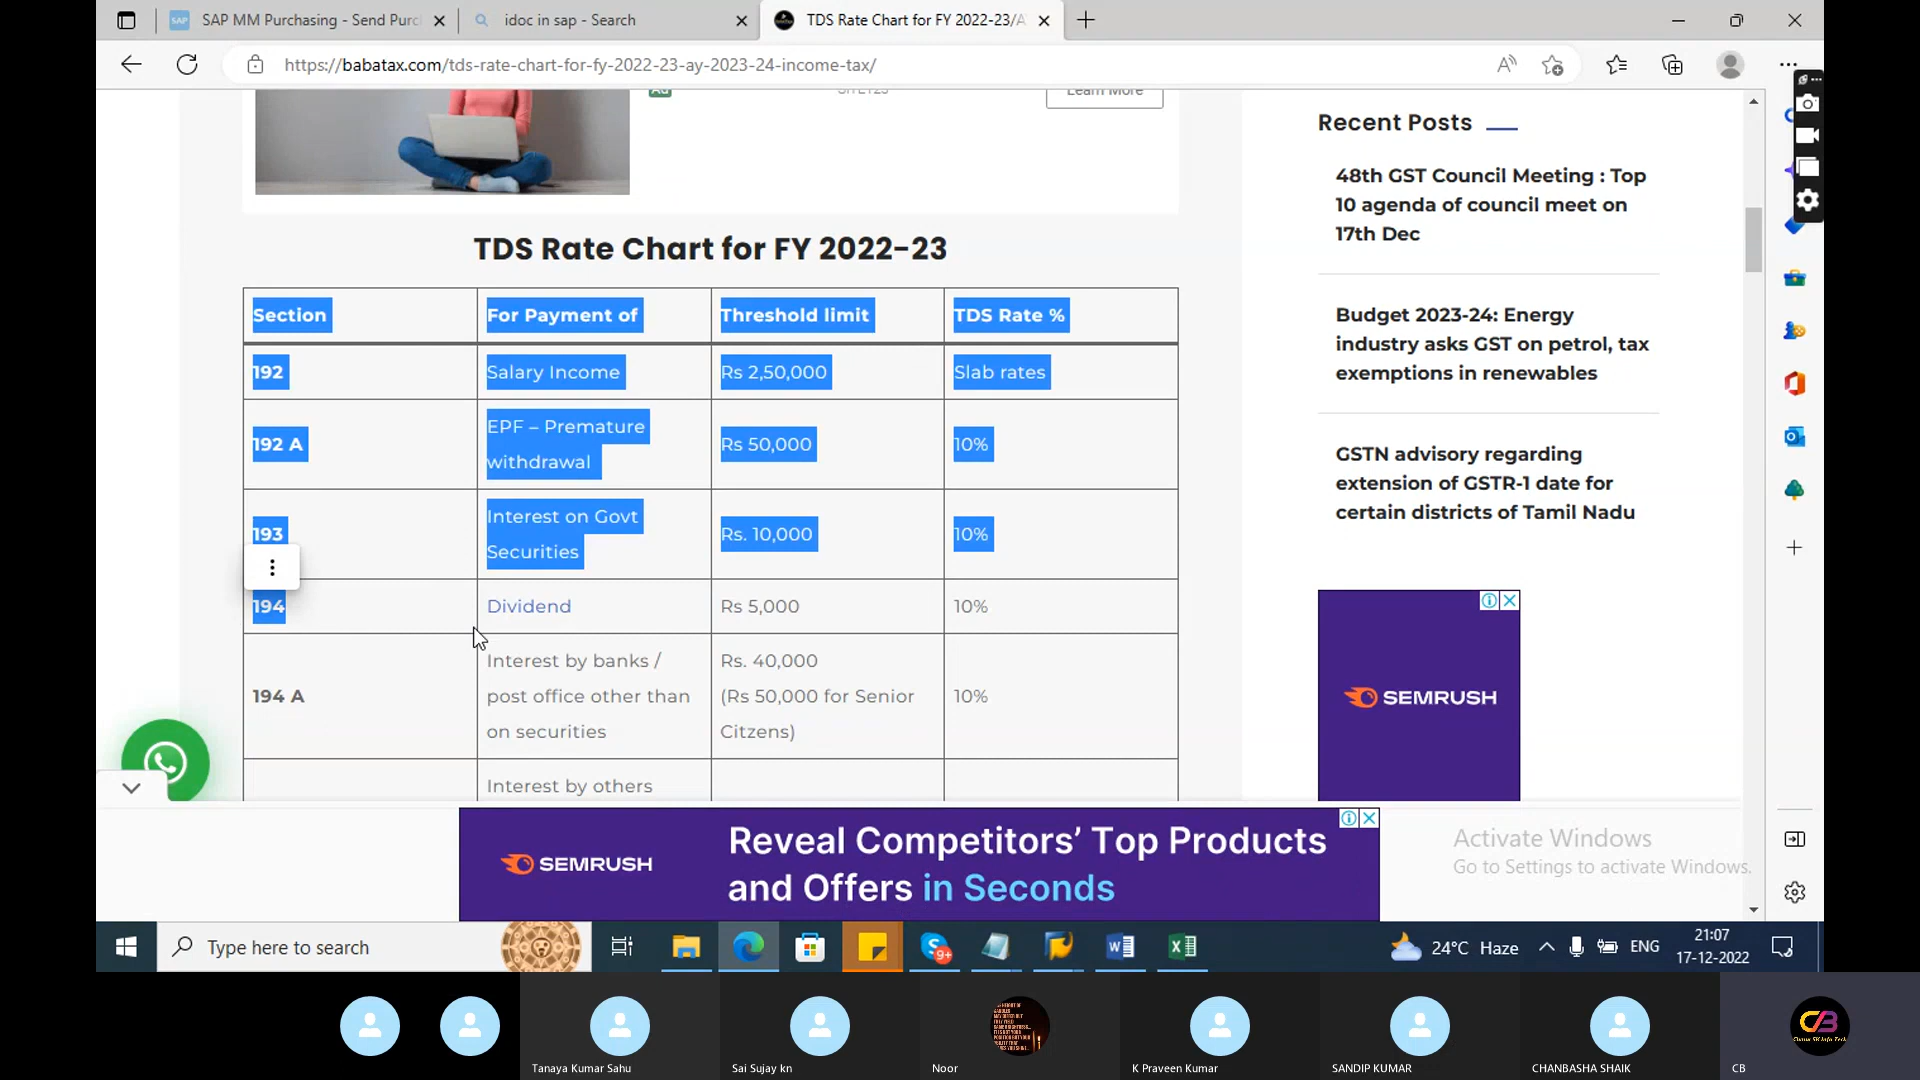 SAP MM Purchasing - Send Purc
idoc in sap - Search
TDS Rate Chart for FY 2022-23/A
https://babatax.com/tds-rate-chart-for-fy-2022-23-ay-2023-24-income-tax/
Ad
Learn More
TDS Rate Chart for FY 2022-23
Section For Payment of Threshold limit TDS Rate %
192 Salary Income Rs 2,50,000 Slab rates
192 A EPF – Premature withdrawal Rs 50,000 10%
193 Interest on Govt Securities Rs. 10,000 10%
194 Dividend Rs 5,000 10%
194 A Interest by banks / post office other than on securities Rs. 40,000 (Rs 50,000 for Senior Citzens) 10%
Interest by others
Recent Posts
48th GST Council Meeting : Top
10 agenda of council meet on
17th Dec
Budget 2023-24: Energy
industry asks GST on petrol, tax
exemptions in renewables
GSTN advisory regarding
extension of GSTR-1 date for
certain districts of Tamil Nadu
SEMRUSH
SEMRUSH
Reveal Competitors' Top Products
and Offers in Seconds
Activate Windows
Go to Settings to activate Windows.
Type here to search
9+
24°C Haze
ENG
21:07
17-12-2022
Tanaya Kumar Sahu
Sai Sujay kn
Noor
K Praveen Kumar
SANDIP KUMAR
CHANBASHA SHAIK
CB